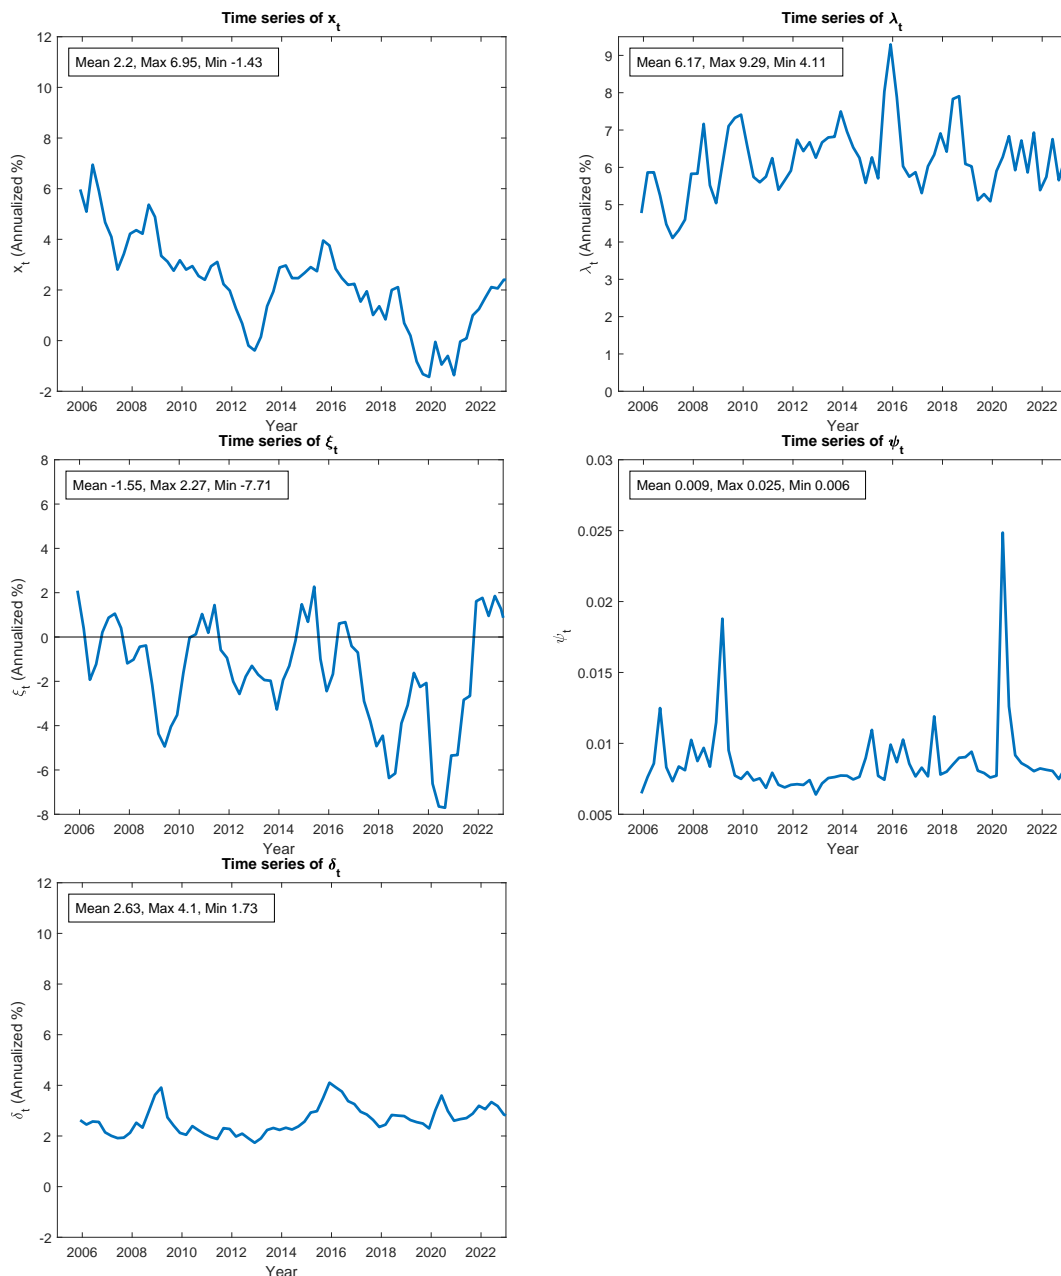 Time series of x_t
Mean 2.2, Max 6.95, Min -1.43
x_t (Annualized %)
12
10
8
6
4
2
0
-2
2006 2008 2010 2012 2014 2016 2018 2020 2022
Year
Time series of λ_t
Mean 6.17, Max 9.29, Min 4.11
λ_t (Annualized %)
9
8
7
6
5
4
3
2
1
0
2006 2008 2010 2012 2014 2016 2018 2020 2022
Year
Time series of ξ_t
Mean -1.55, Max 2.27, Min -7.71
ξ_t (Annualized %)
8
6
4
2
0
-2
-4
-6
-8
2006 2008 2010 2012 2014 2016 2018 2020 2022
Year
Time series of ψ_t
Mean 0.009, Max 0.025, Min 0.006
ψ_t
0.03
0.025
0.02
0.015
0.01
0.005
2006 2008 2010 2012 2014 2016 2018 2020 2022
Year
Time series of δ_t
Mean 2.63, Max 4.1, Min 1.73
δ_t (Annualized %)
12
10
8
6
4
2
0
-2
2006 2008 2010 2012 2014 2016 2018 2020 2022
Year